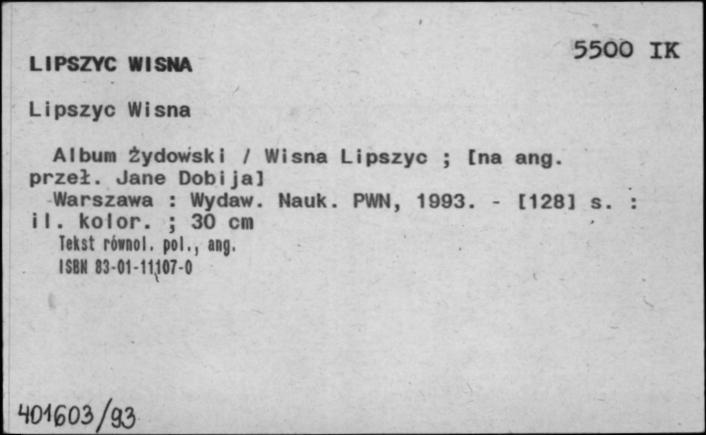 5500 IK
LIPSZYC WISNA
Lipszyc Wisna
Album Żydowski / Wisna Lipszyc ; [na ang.
przeł. Jane Dobija]
Warszawa : Wydaw. Nauk. PWN, 1993. - [128] s. :
il. kolor. ; 30 cm
Tekst równol. pol., ang.
ISBN 83-01-11107-0
401603/93